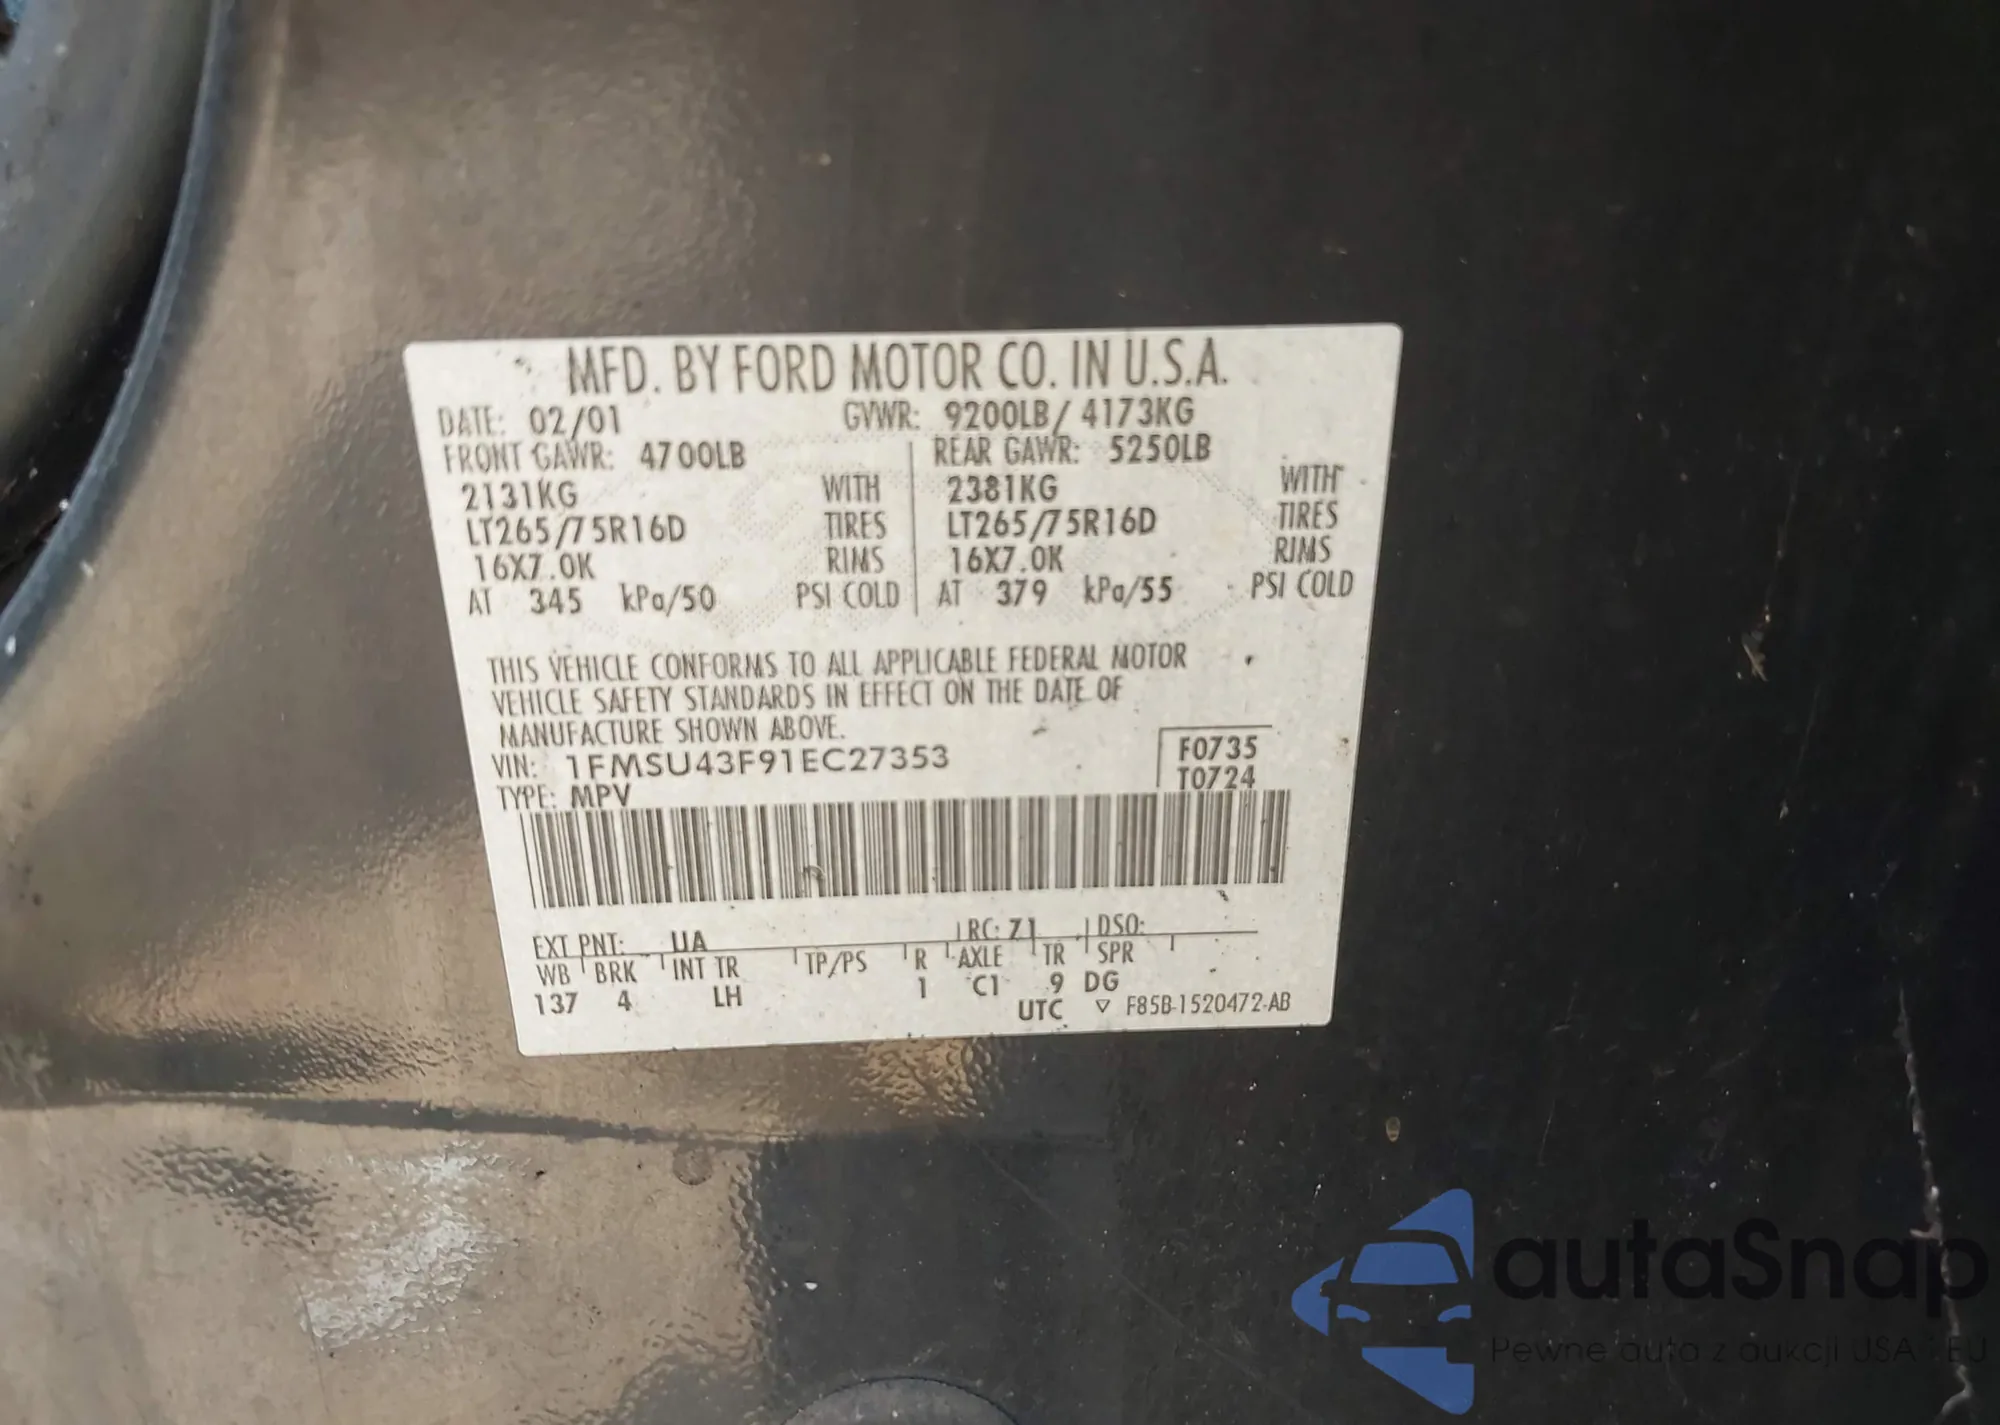 MFD. BY FORD MOTOR CO. IN U.S.A.
DATE: 02/01 GVWR: 9200LB/ 4173KG
FRONT GAWR: 4700LB REAR GAWR: 5250LB
2131KG WITH 2381KG WITH
LT265/75R16D TIRES LT265/75R16D TIRES
16X7.0K RIMS 16X7.0K RIMS
AT 345 kPa/50 PSI COLD AT 379 kPa/55 PSI COLD
THIS VEHICLE CONFORMS TO ALL APPLICABLE FEDERAL MOTOR
VEHICLE SAFETY STANDARDS IN EFFECT ON THE DATE OF
MANUFACTURE SHOWN ABOVE.
VIN: 1FMSU43F91EC27353 F0735
TYPE: MPV T0724
EXT PNT: UA RC: 71 DSO:
WB BRK INT TR TP/PS R AXLE TR SPR
137 4 LH 1 C1 9 DG
UTC ▽ F85B-1520472-AB
autaSnap
Pewne auta z aukcji USA i EU